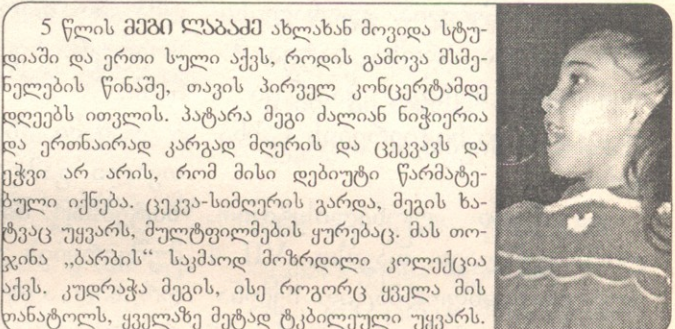 5 წლის მეგი ლაბაძე ახლახან მოვიდა სტუ-
დიაში და ერთი სული აქვს, როდის გამოვა მსმე-
ნელების წინაშე, თავის პირველ კონცერტამდე
დღეებს ითვლის. პატარა მეგი ძალიან ნიჭიერია
და ერთნაირად კარგად მღერის და ცეკვავს და
ეჭვი არ არის, რომ მისი დებიუტი წარმატე-
ბული იქნება. ცეკვა-სიმღერის გარდა, მეგის ხა-
ტვაც უყვარს, მულტფილმების ყურებაც. მას თო-
ჯინა „ბარბის“ საკმაოდ მოზრდილი კოლექცია
აქვს. კუდრაჭა მეგის, ისე როგორც ყველა მის
თანატოლს, ყველაზე მეტად ტკბილეული უყვარს.